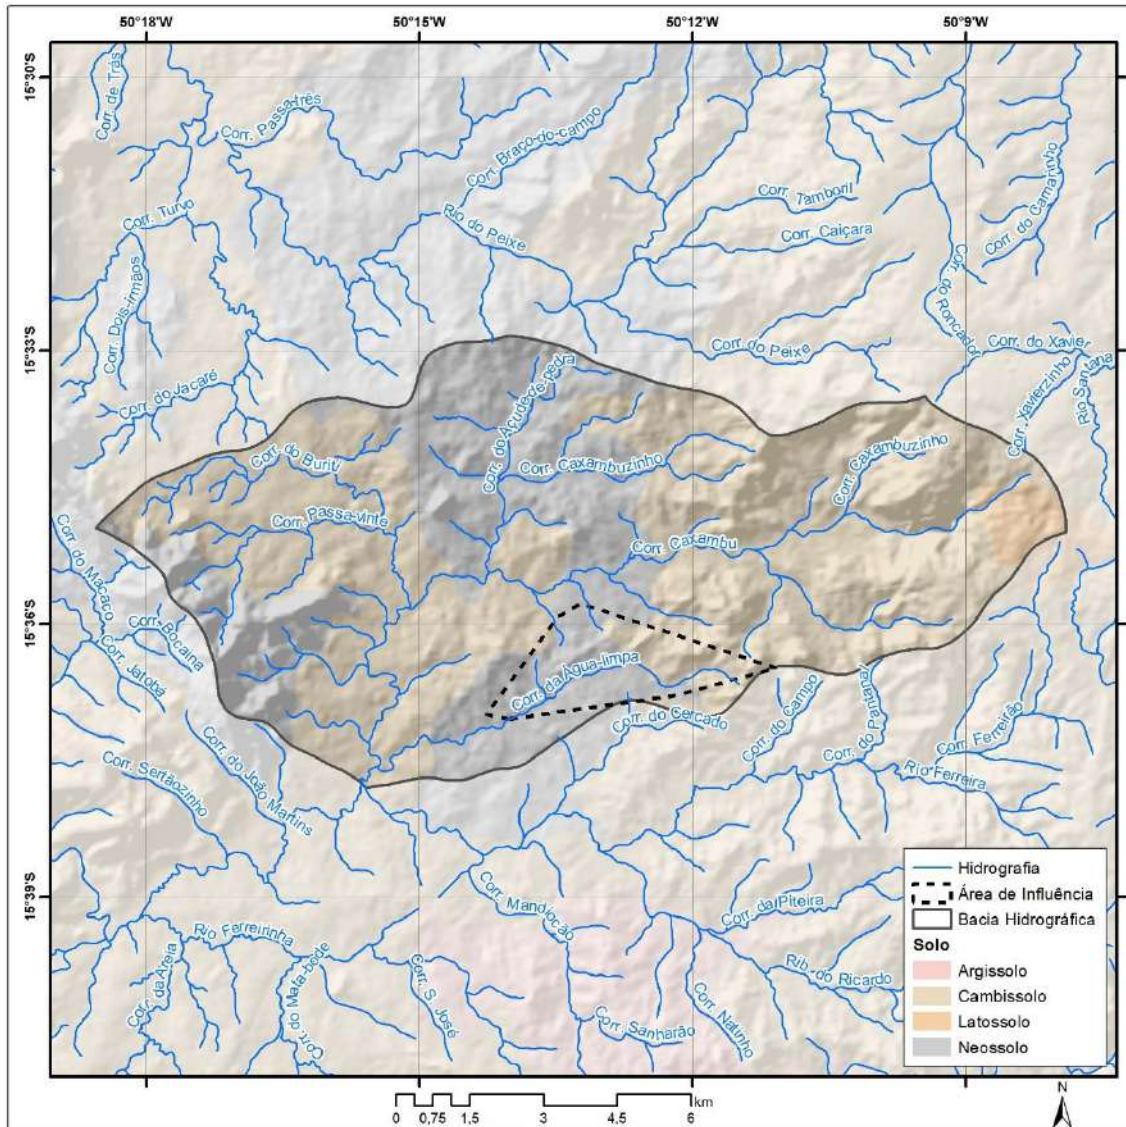 50°18'W
50°15'W
50°12'W
50°9'W
15°30'S
15°33'S
15°36'S
15°39'S
Corr. de Trás
Corr. Passa-três
Corr. Braço-do-campo
Corr. Tamboril
Corr. do Camarinho
Corr. Turvo
Rio do Peixe
Corr. Caiçara
Corr. Dois-irmãos
Corr. do Roncador
Corr. do Peixe
Corr. do Xavier
Corr. do Jacaré
Corr. do Açude-de-pedra
Corr. Xavierzinho
Rio Santana
Corr. do Buriti
Corr. Caxambuzinho
Corr. Caxambuzinho
Corr. Passa-vinte
Corr. Caxambu
Corr. do Macaco
Corr. Bocaina
Corr. Jatobá
Corr. da Água-limpa
Corr. do Cercado
Corr. do Campo
Corr. do Pantanal
Corr. Ferreirão
Corr. Sertãozinho
Corr. do João Martins
Rio Ferreira
Corr. Mandiocão
Corr. da Piteira
Rio Ferreirinha
Corr. da Areia
Corr. do Mata-bode
Corr. S. José
Rib. do Ricardo
Corr. Sanharão
Corr. Natinho
Hidrografia
Área de Influência
Bacia Hidrográfica
Solo
Argissolo
Cambissolo
Latossolo
Neossolo
km
0 0,75 1,5 3 4,5 6
N